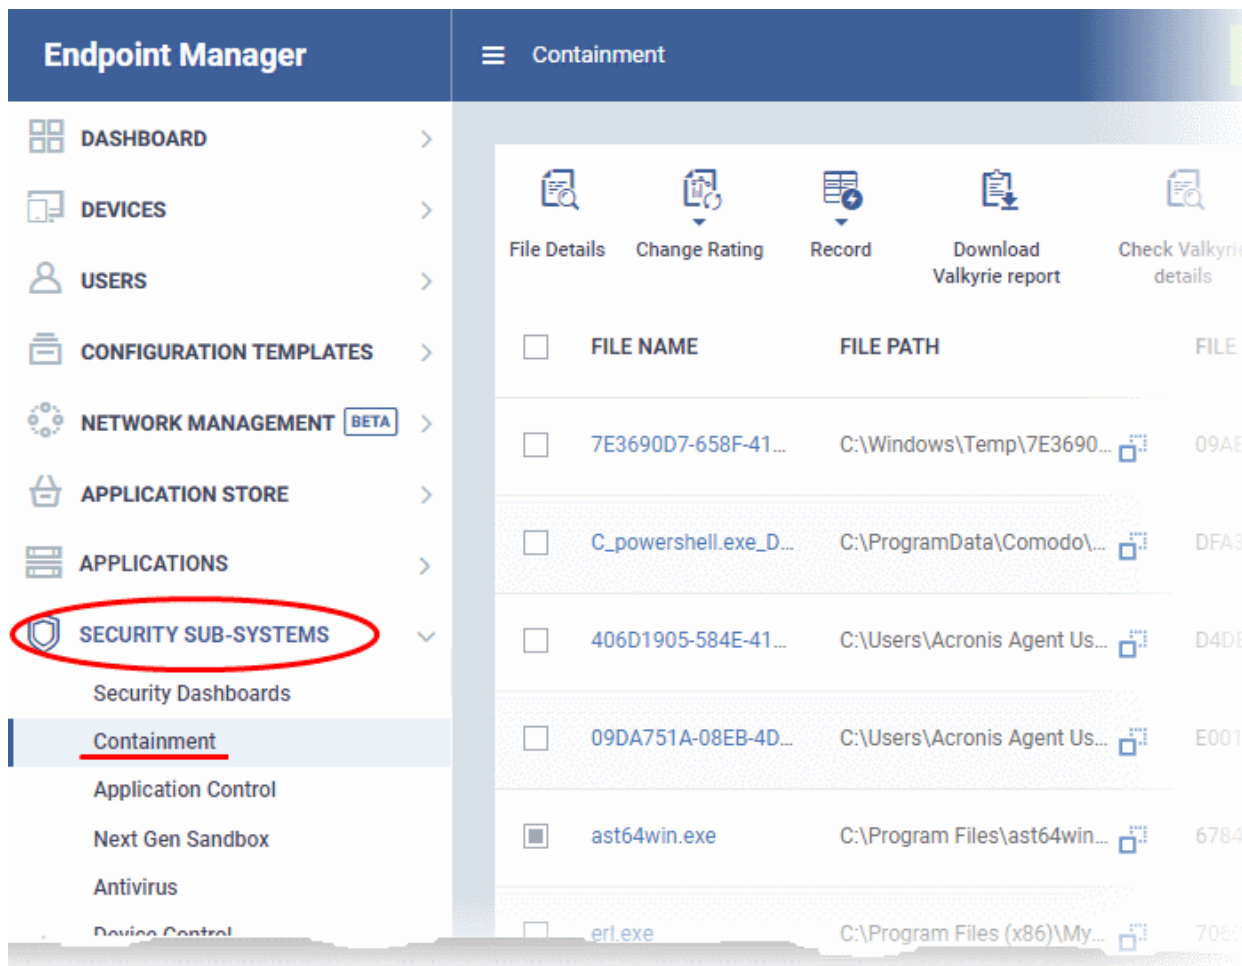 Endpoint Manager
Containment
DASHBOARD
DEVICES
USERS
CONFIGURATION TEMPLATES
NETWORK MANAGEMENT BETA
APPLICATION STORE
APPLICATIONS
SECURITY SUB-SYSTEMS
Security Dashboards
Containment
Application Control
Next Gen Sandbox
Antivirus
Device Control
File Details
Change Rating
Record
Download
Valkyrie report
Check Valkyrie
details
FILE NAME FILE PATH FILE
7E3690D7-658F-41... C:\Windows\Temp\7E3690... 09AE
C_powershell.exe_D... C:\ProgramData\Comodo\... DFA3
406D1905-584E-41... C:\Users\Acronis Agent Us... D4DE
09DA751A-08EB-4D... C:\Users\Acronis Agent Us... E001
ast64win.exe C:\Program Files\ast64win... 6784
erl.exe C:\Program Files (x86)\My...